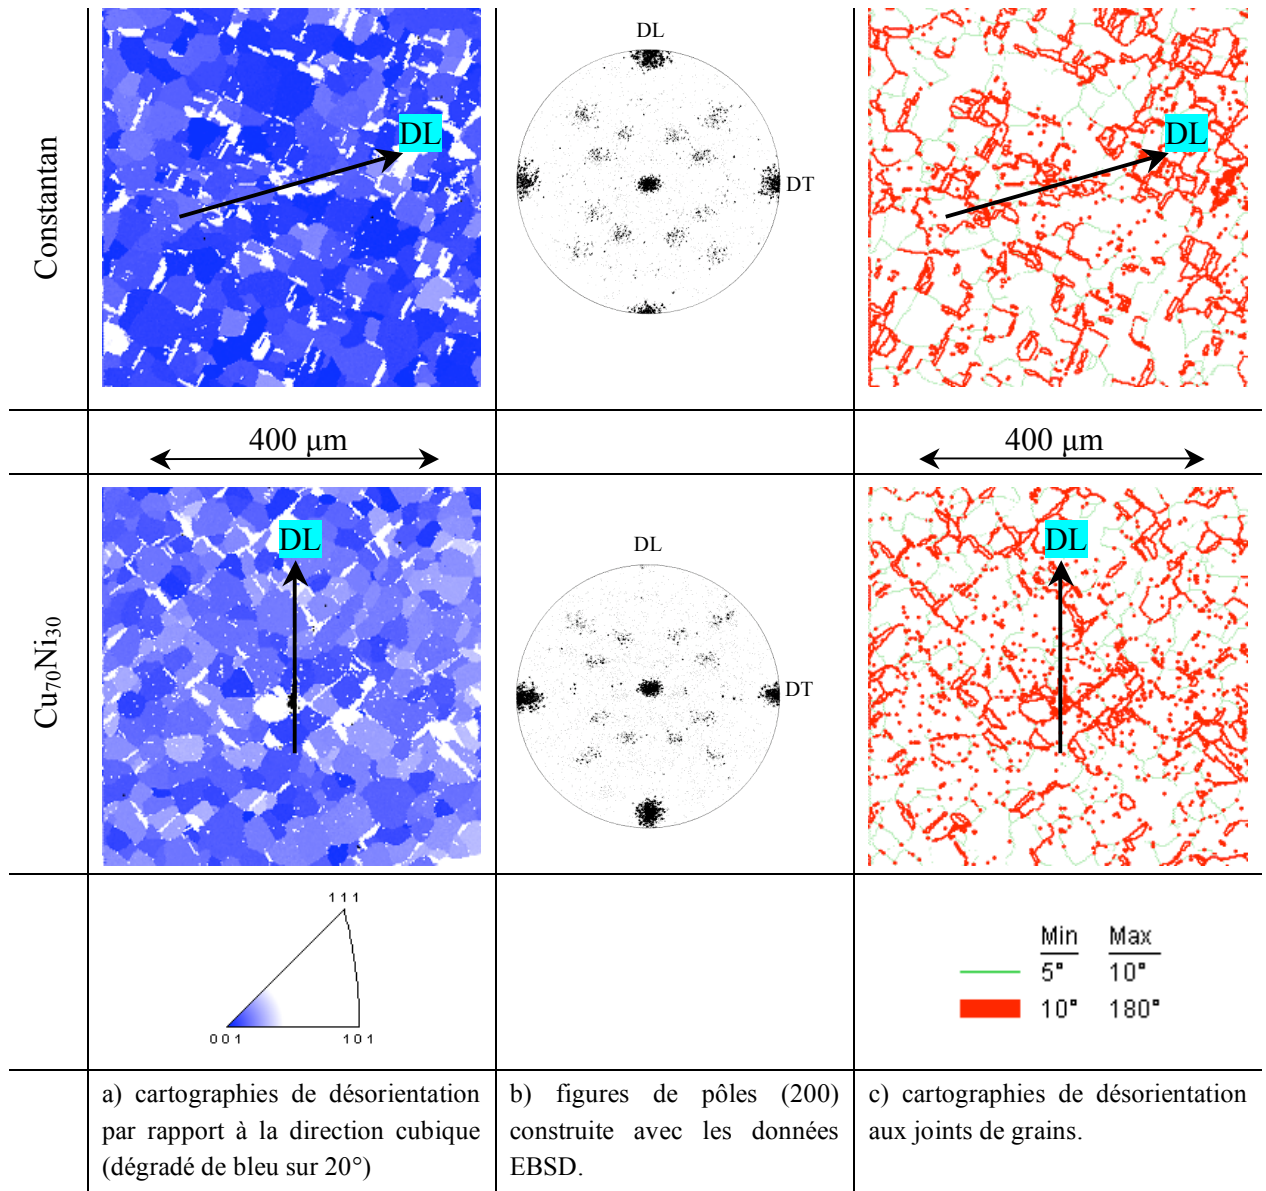 Constantan
DL
DL
DT
DL
400 μm
400 μm
Cu70Ni30
DL
DL
DT
DL
111
001
101
Min Max
5° 10°
10° 180°
a) cartographies de désorientation
par rapport à la direction cubique
(dégradé de bleu sur 20°)
b) figures de pôles (200)
construite avec les données
EBSD.
c) cartographies de désorientation
aux joints de grains.